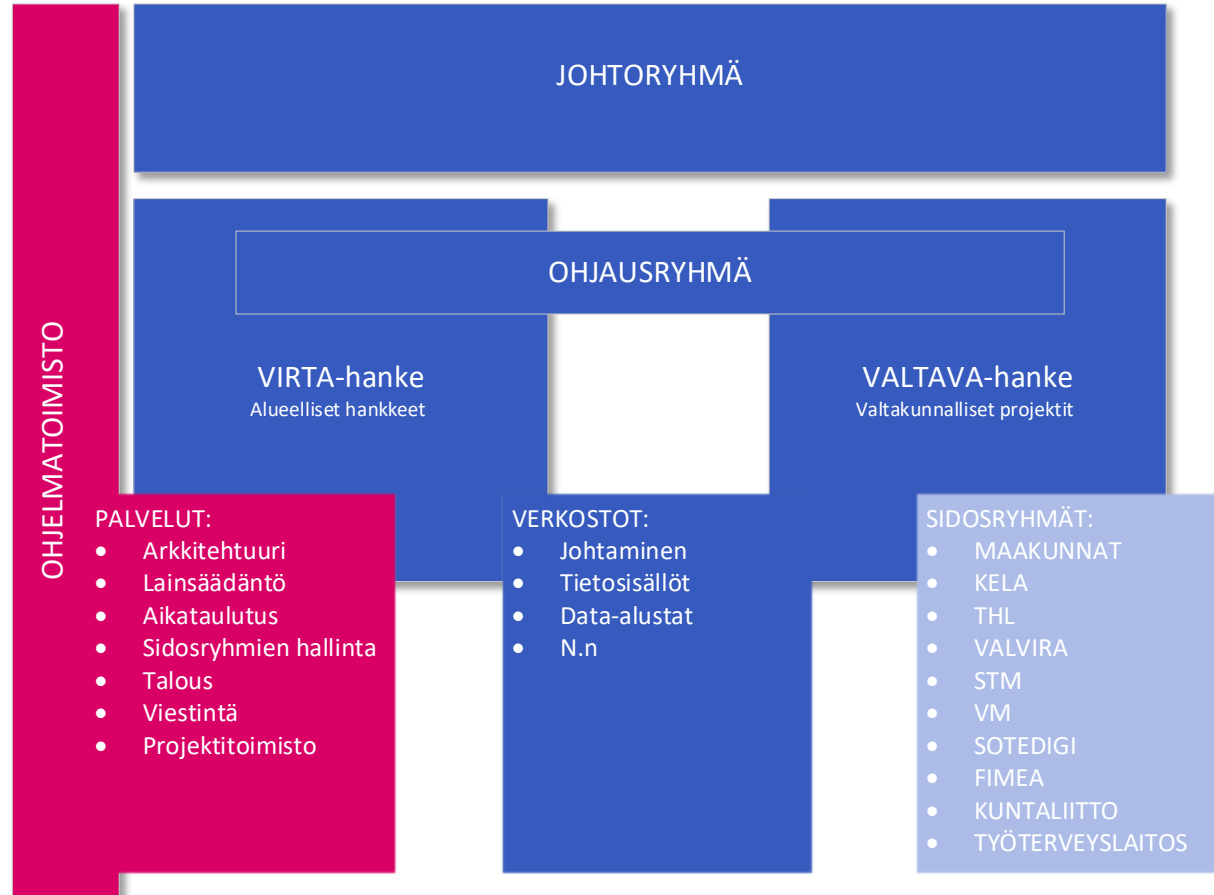 JOHTORYHMÄ
OHJAUSRYHMÄ
OHJELMATOIMISTO
VIRTA-hanke
Alueelliset hankkeet
VALTAVA-hanke
Valtakunnalliset projektit
PALVELUT:
• Arkkitehtuuri
• Lainsäädäntö
• Aikataulutus
• Sidosryhmien hallinta
• Talous
• Viestintä
• Projektitoimisto
VERKOSTOT:
• Johtaminen
• Tietosisällöt
• Data-alustat
• N.n
SIDOSRYHMÄT:
• MAAKUNNAT
• KELA
• THL
• VALVIRA
• STM
• VM
• SOTEDIGI
• FIMEA
• KUNTALIITTO
• TYÖTERVEYSLAITOS